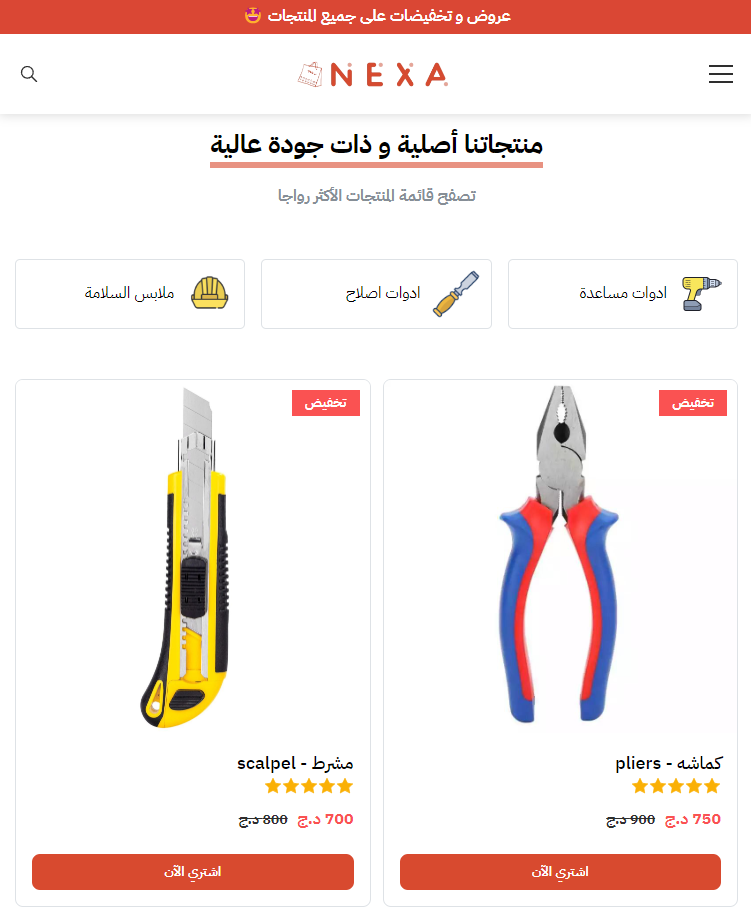 عروض و تخفيضات على جميع المنتجات 🤩
NEXA
منتجاتنا أصلية و ذات جودة عالية
تصفح قائمة المنتجات الأكثر رواجا
ادوات مساعدة
ادوات اصلاح
ملابس السلامة
تخفيض
كماشه - pliers
750 د.ج 900 د.ج
اشتري الآن
تخفيض
مشرط - scalpel
700 د.ج 800 د.ج
اشتري الآن